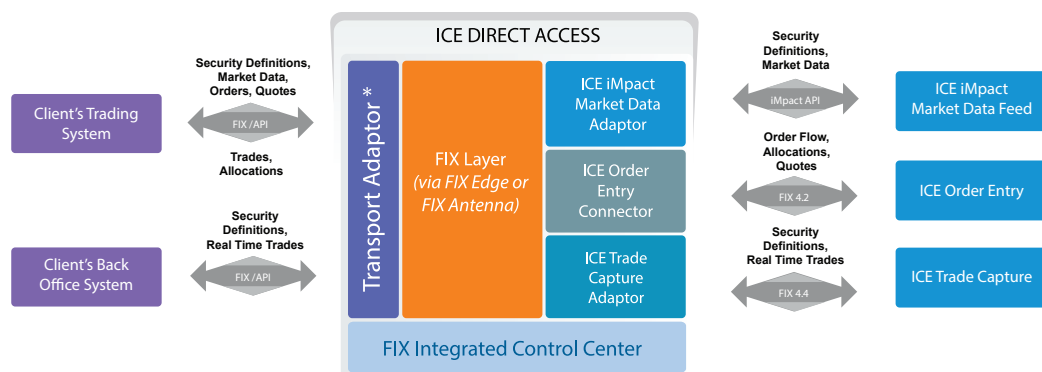 ICE DIRECT ACCESS
Security Definitions,
Market Data,
Orders, Quotes
Client's Trading
System
FIX /API
Trades,
Allocations
Security
Definitions,
Real Time Trades
Client's Back
Office System
FIX /API
Transport Adaptor *
FIX Layer
(via FIX Edge or
FIX Antenna)
ICE iMpact
Market Data
Adaptor
ICE Order
Entry
Connector
ICE Trade
Capture
Adaptor
FIX Integrated Control Center
Security
Definitions,
Market Data
iMpact API
ICE iMpact
Market Data Feed
Order Flow,
Allocations,
Quotes
FIX 4.2
ICE Order Entry
Security
Definitions,
Real Time Trades
FIX 4.4
ICE Trade Capture